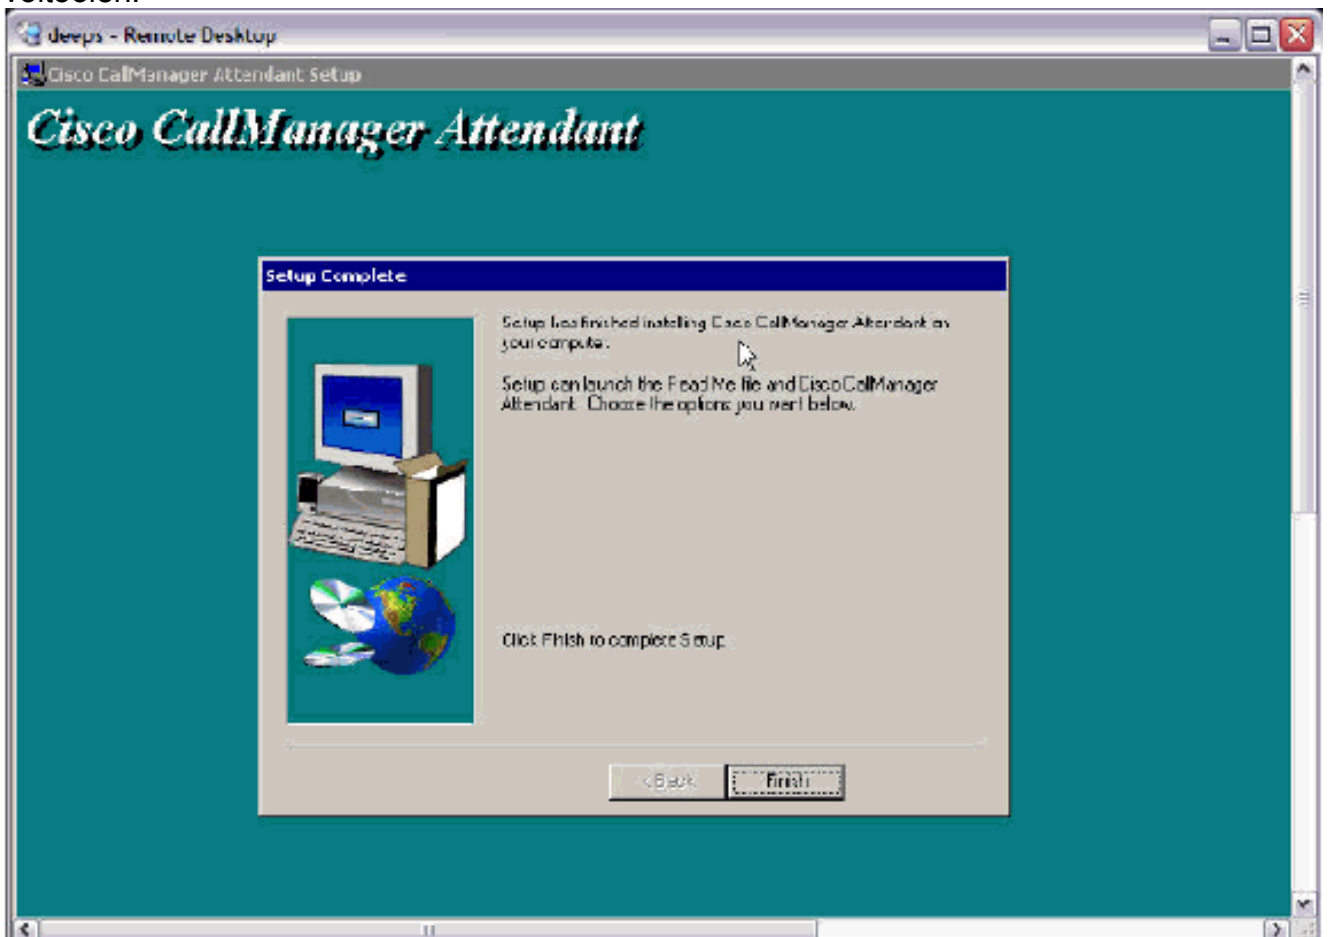 deeps - Remote Desktop
Cisco CallManager Attendant Setup
Cisco CallManager Attendant
Setup Complete
Setup has finished installing Cisco CallManager Attendant on
your computer.
Setup can launch the Read Me file and Cisco CallManager
Attendant. Choose the options you want below.
Click Finish to complete Setup.
< Back
Finish